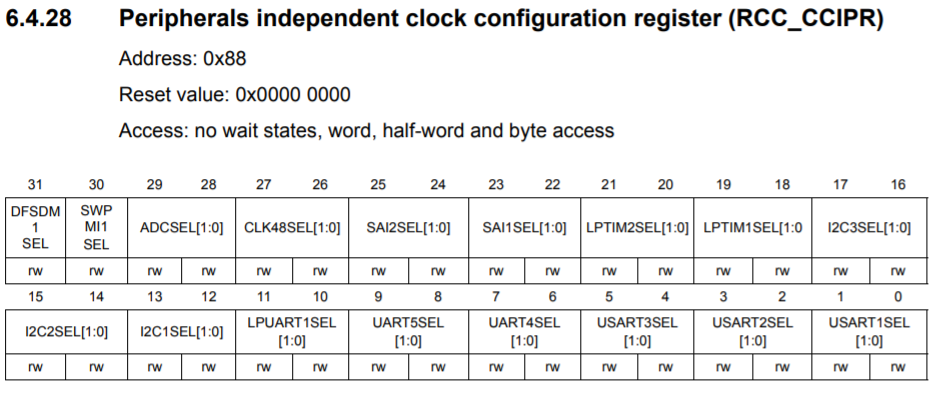 6.4.28 Peripherals independent clock configuration register (RCC_CCIPR)
Address: 0x88
Reset value: 0x0000 0000
Access: no wait states, word, half-word and byte access
31 30 29 28 27 26 25 24 23 22 21 20 19 18 17 16
DFSDM
1
SEL
SWP
MI1
SEL
ADCSEL[1:0]
CLK48SEL[1:0]
SAI2SEL[1:0]
SAI1SEL[1:0]
LPTIM2SEL[1:0]
LPTIM1SEL[1:0
I2C3SEL[1:0]
rw rw rw rw rw rw rw rw rw rw rw rw rw rw rw rw
15 14 13 12 11 10 9 8 7 6 5 4 3 2 1 0
I2C2SEL[1:0]
I2C1SEL[1:0]
LPUART1SEL
[1:0]
UART5SEL
[1:0]
UART4SEL
[1:0]
USART3SEL
[1:0]
USART2SEL
[1:0]
USART1SEL
[1:0]
rw rw rw rw rw rw rw rw rw rw rw rw rw rw rw rw